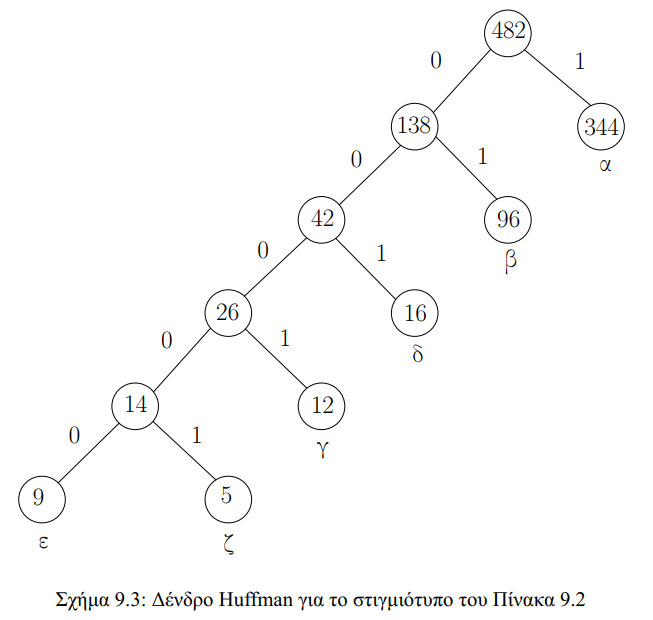 482
0 1
138 344
α
0 1
42 96
β
0 1
26 16
δ
0 1
14 12
γ
0 1
9 5
ε ζ
Σχήμα 9.3: Δένδρο Huffman για το στιγμιότυπο του Πίνακα 9.2